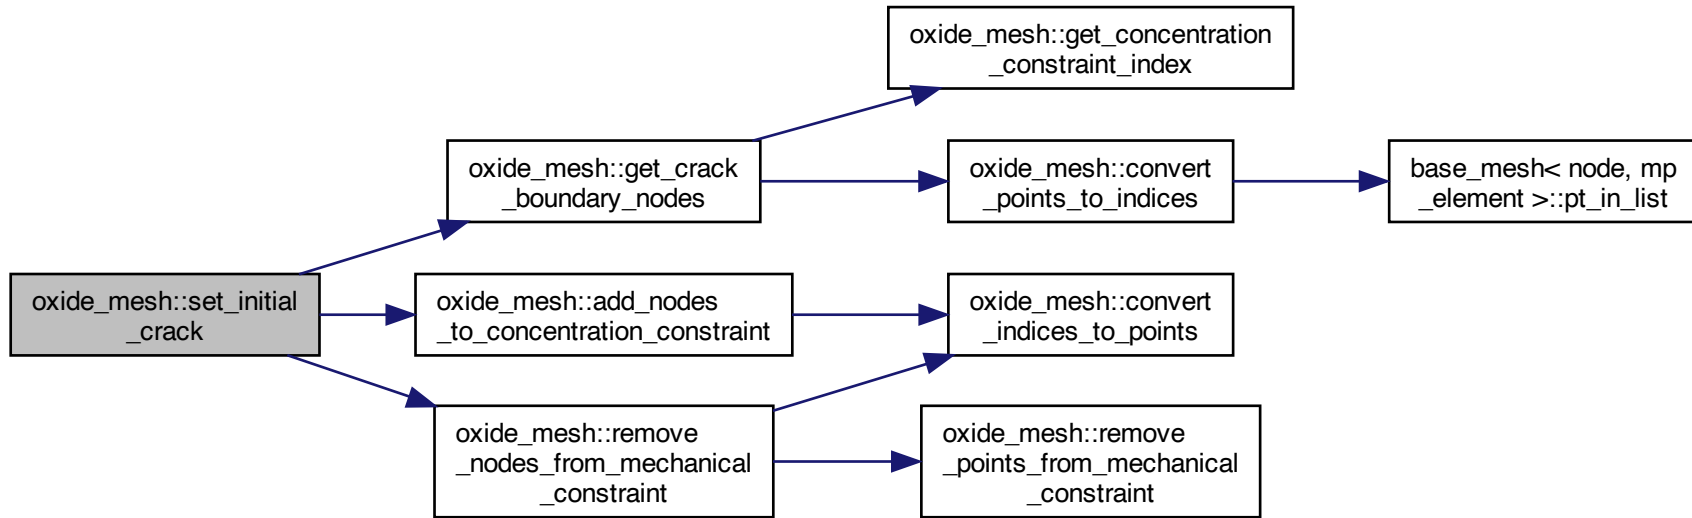 oxide_mesh::get_concentration
_constraint_index
oxide_mesh::get_crack
_boundary_nodes
oxide_mesh::convert
_points_to_indices
base_mesh< node, mp
_element >::pt_in_list
oxide_mesh::set_initial
_crack
oxide_mesh::add_nodes
_to_concentration_constraint
oxide_mesh::convert
_indices_to_points
oxide_mesh::remove
_nodes_from_mechanical
_constraint
oxide_mesh::remove
_points_from_mechanical
_constraint